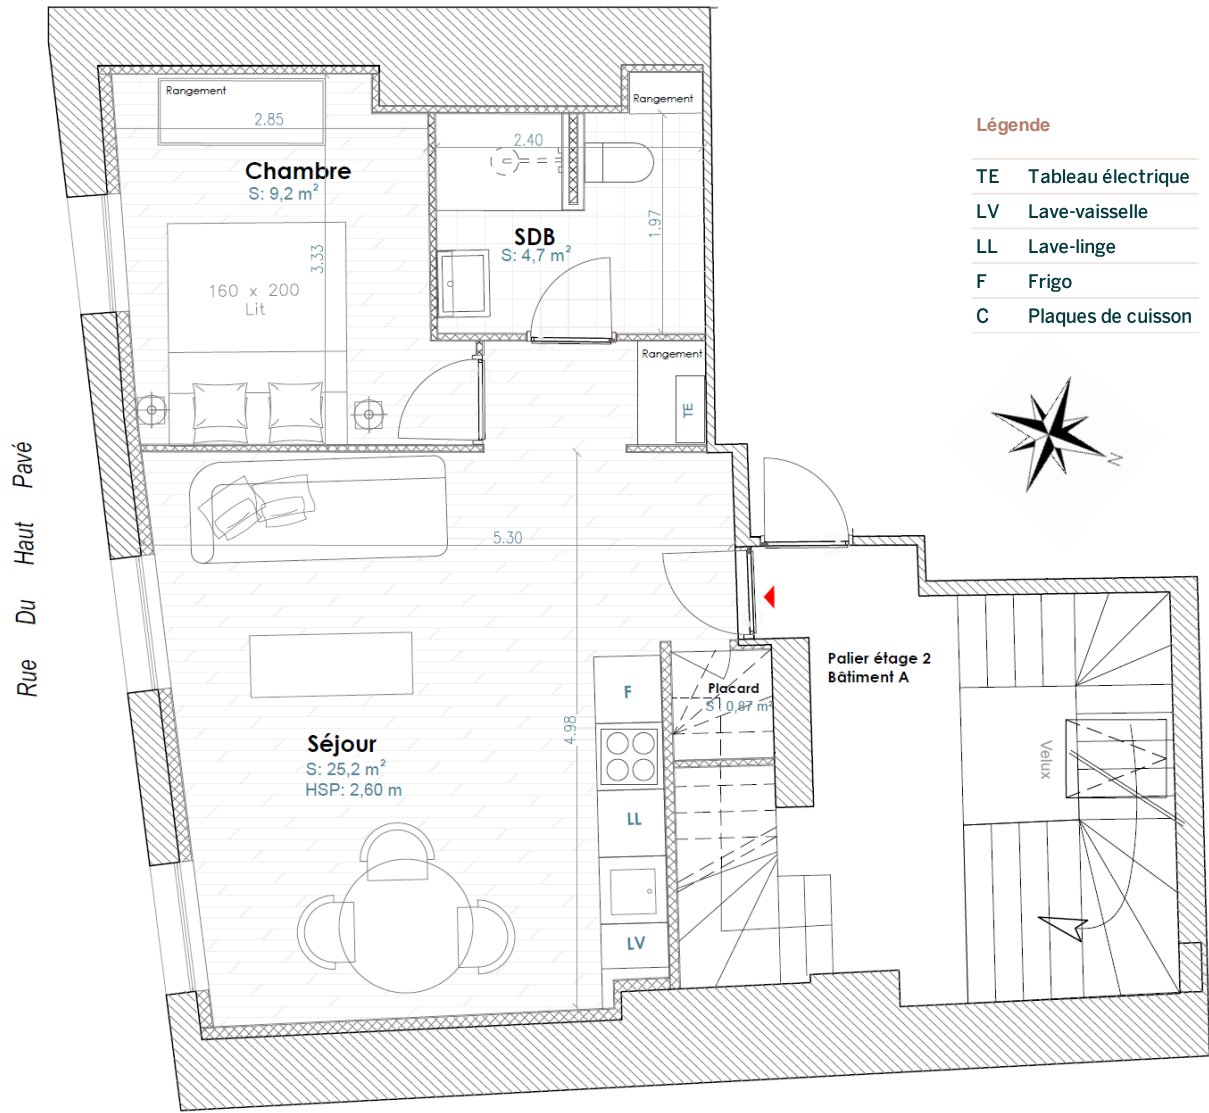 Rangement
2.85
Chambre
S: 9,2 m²
3.33
160 x 200
Lit
Rangement
2.40
1.97
SDB
S: 4,7 m²
Rangement
TE
Légende
TE Tableau électrique
LV Lave-vaisselle
LL Lave-linge
F Frigo
C Plaques de cuisson
N
Rue Du Haut Pavé
5.30
4.98
Séjour
S: 25,2 m²
HSP: 2,60 m
F
LL
LV
Placard
S : 0,87 m²
Palier étage 2
Bâtiment A
Velux